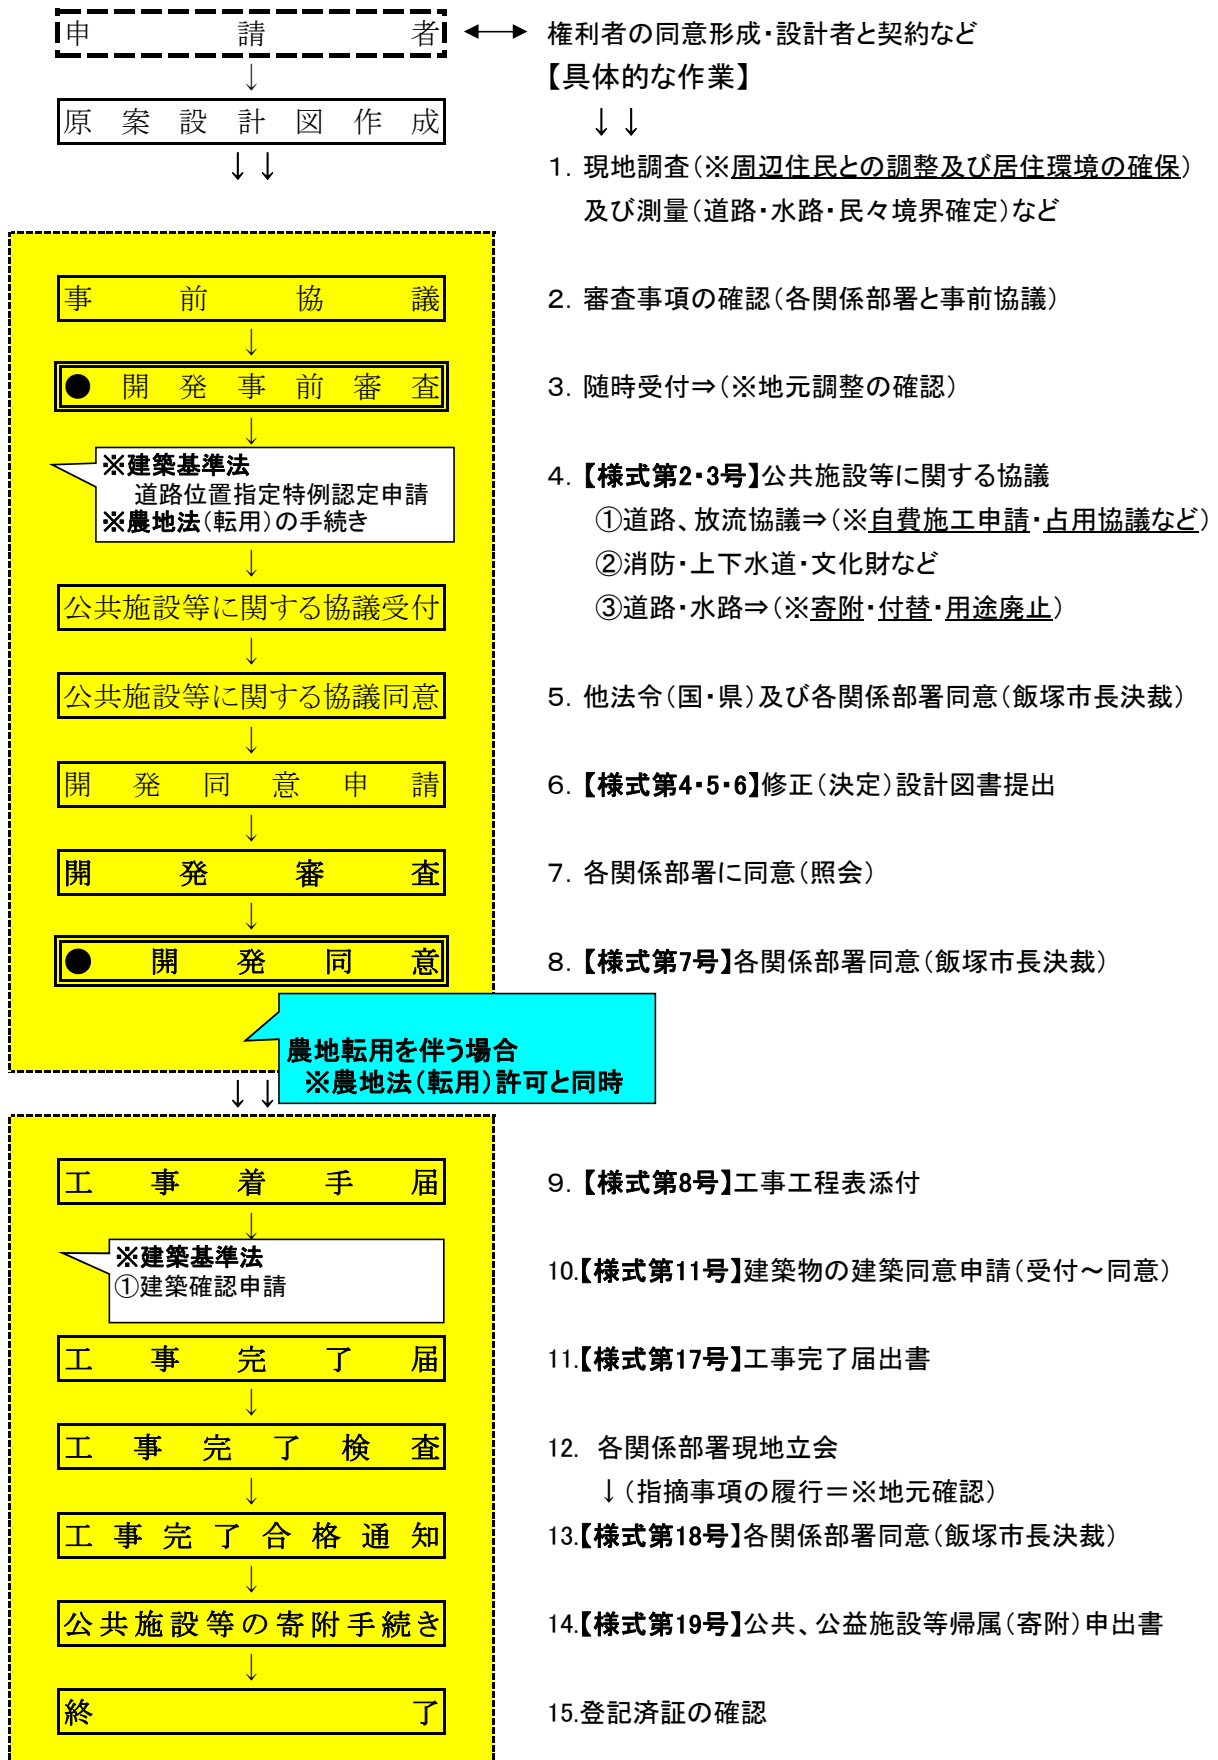 申請者 ←→ 権利者の同意形成・設計者と契約など
↓ 【具体的な作業】
原案設計図作成 ↓↓
↓↓ 1. 現地調査(※周辺住民との調整及び居住環境の確保)
及び測量(道路・水路・民々境界確定)など
事前協議 2. 審査事項の確認(各関係部署と事前協議)
↓
●開発事前審査 3. 随時受付⇒(※地元調整の確認)
↓
※建築基準法
道路位置指定特例認定申請
※農地法(転用)の手続き
4. 【様式第2・3号】公共施設等に関する協議
①道路、放流協議⇒(※自費施工申請・占用協議など)
↓ ②消防・上下水道・文化財など
公共施設等に関する協議受付 ③道路・水路⇒(※寄附・付替・用途廃止)
↓
公共施設等に関する協議同意 5. 他法令(国・県)及び各関係部署同意(飯塚市長決裁)
↓
開発同意申請 6. 【様式第4・5・6】修正(決定)設計図書提出
↓
開発審査 7. 各関係部署に同意(照会)
↓
●開発同意 8. 【様式第7号】各関係部署同意(飯塚市長決裁)
農地転用を伴う場合
※農地法(転用)許可と同時
↓↓
工事着手届 9. 【様式第8号】工事工程表添付
↓
※建築基準法
①建築確認申請
10.【様式第11号】建築物の建築同意申請(受付～同意)
工事完了届 11.【様式第17号】工事完了届出書
↓
工事完了検査 12. 各関係部署現地立会
↓ ↓(指摘事項の履行＝※地元確認)
工事完了合格通知 13.【様式第18号】各関係部署同意(飯塚市長決裁)
↓
公共施設等の寄附手続き 14.【様式第19号】公共、公益施設等帰属(寄附)申出書
↓
終了 15.登記済証の確認